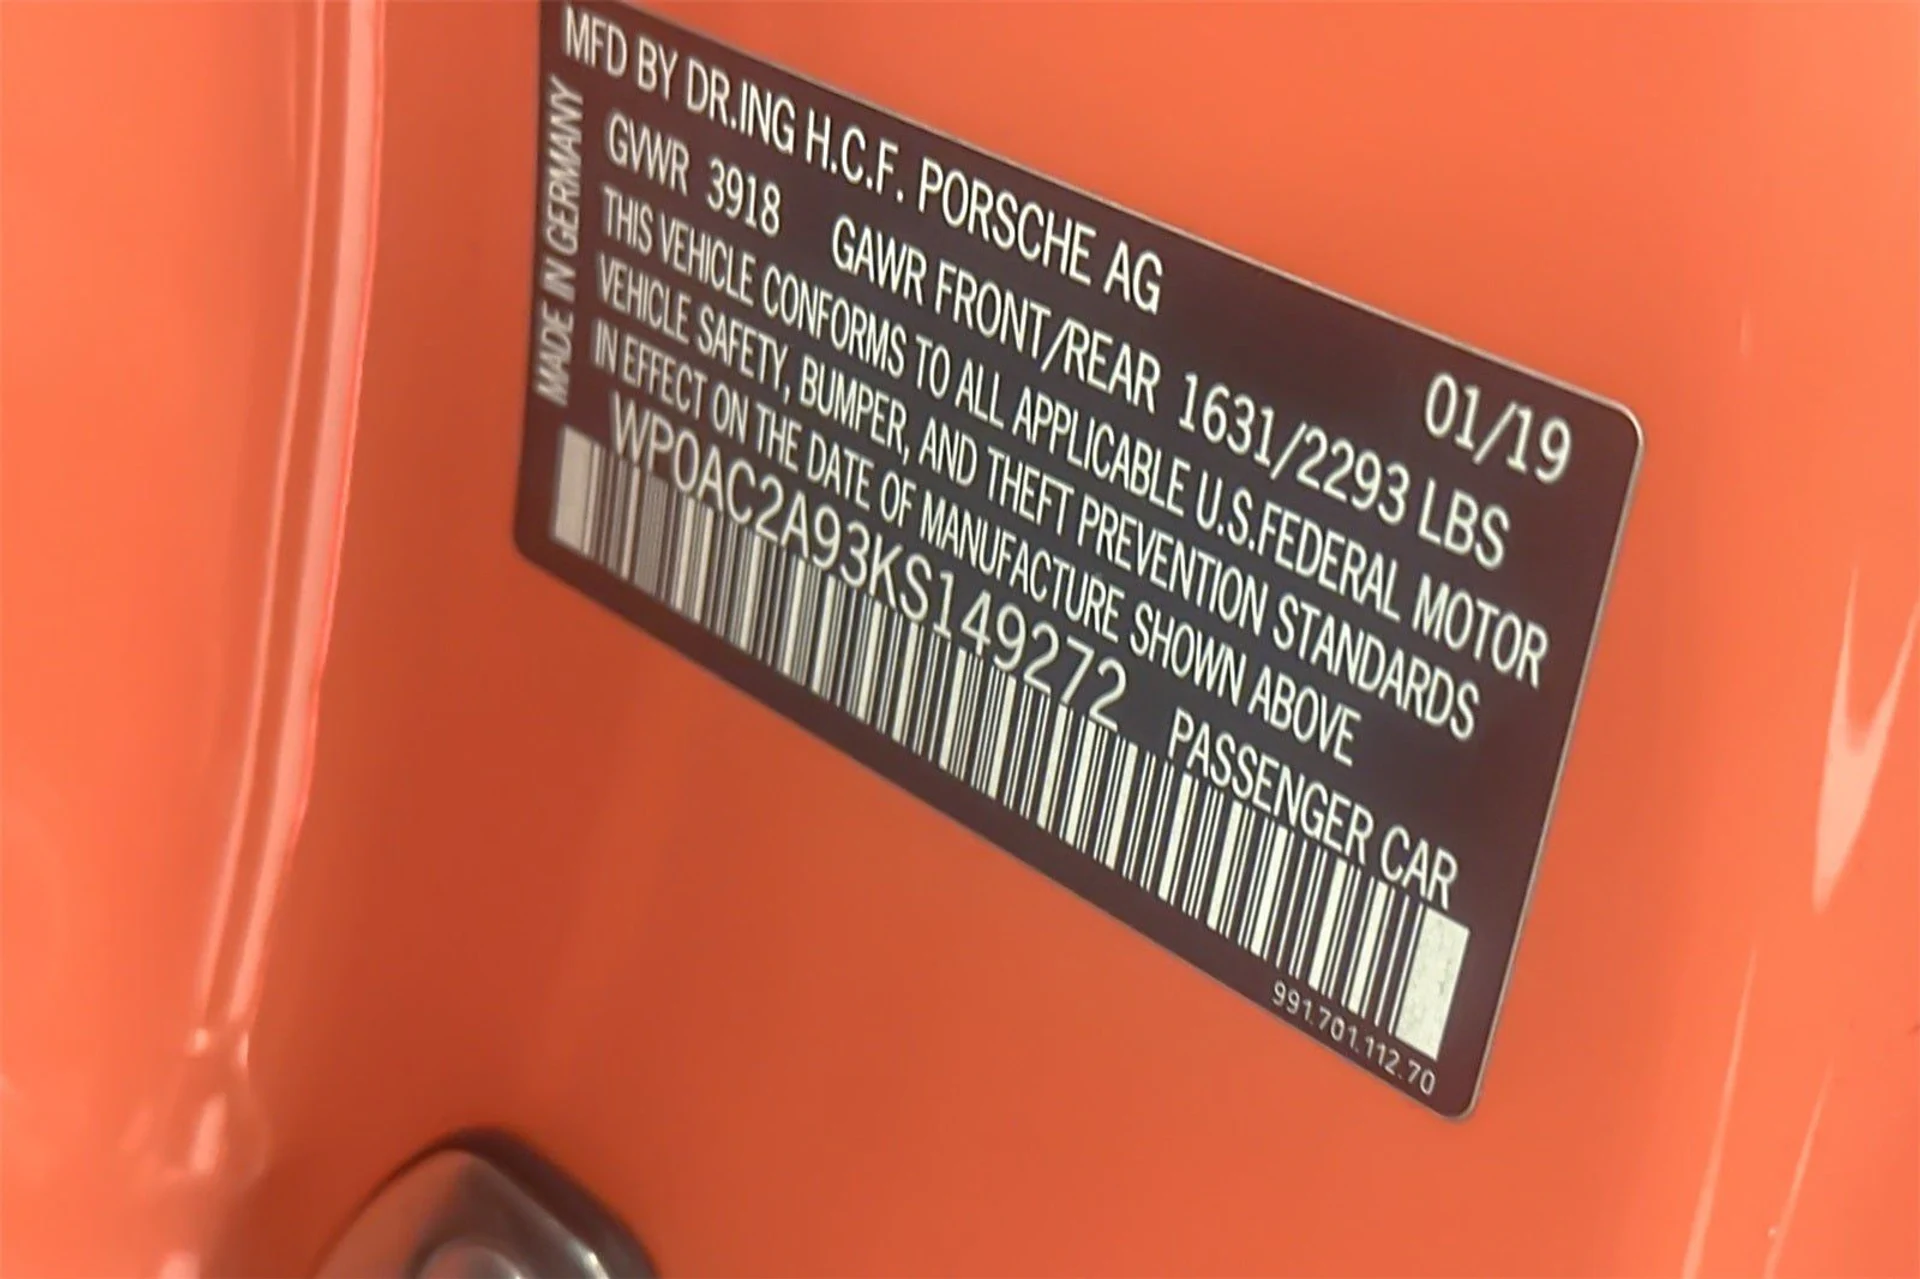 MFD BY DR.ING H.C.F. PORSCHE AG 01/19
GVWR 3918 GAWR FRONT/REAR 1631/2293 LBS
THIS VEHICLE CONFORMS TO ALL APPLICABLE U.S.FEDERAL MOTOR
VEHICLE SAFETY, BUMPER, AND THEFT PREVENTION STANDARDS
IN EFFECT ON THE DATE OF MANUFACTURE SHOWN ABOVE
WP0AC2A93KS149272 PASSENGER CAR
991.701.112.70
MADE IN GERMANY